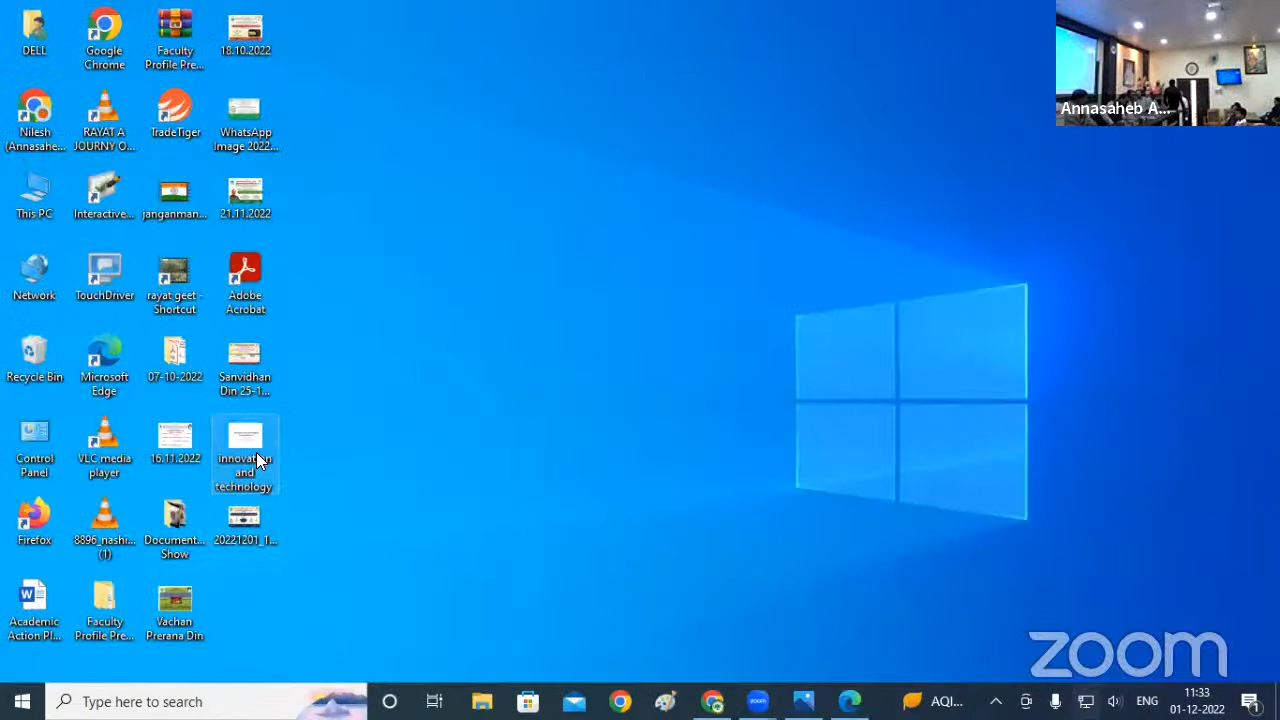 DELL
Google
Chrome
Faculty
Profile Pre...
18.10.2022
Annasaheb A...
Nilesh
(Annasahe...
RAYAT A
JOURNY O...
TradeTiger
WhatsApp
Image 2022...
This PC
Interactive...
janganman...
21.11.2022
Network
TouchDriver
rayat geet -
Shortcut
Adobe
Acrobat
Recycle Bin
Microsoft
Edge
07-10-2022
Sanvidhan
Din 25-1...
Control
Panel
VLC media
player
16.11.2022
innovation
and
technology
Firefox
8896_nashi...
(1)
Document...
Show
20221201_1...
Academic
Action Pl...
Faculty
Profile Pre...
Vachan
Prerana Din
zoom
Type here to search
zoom
AQI...
ENG
11:33
01-12-2022
1